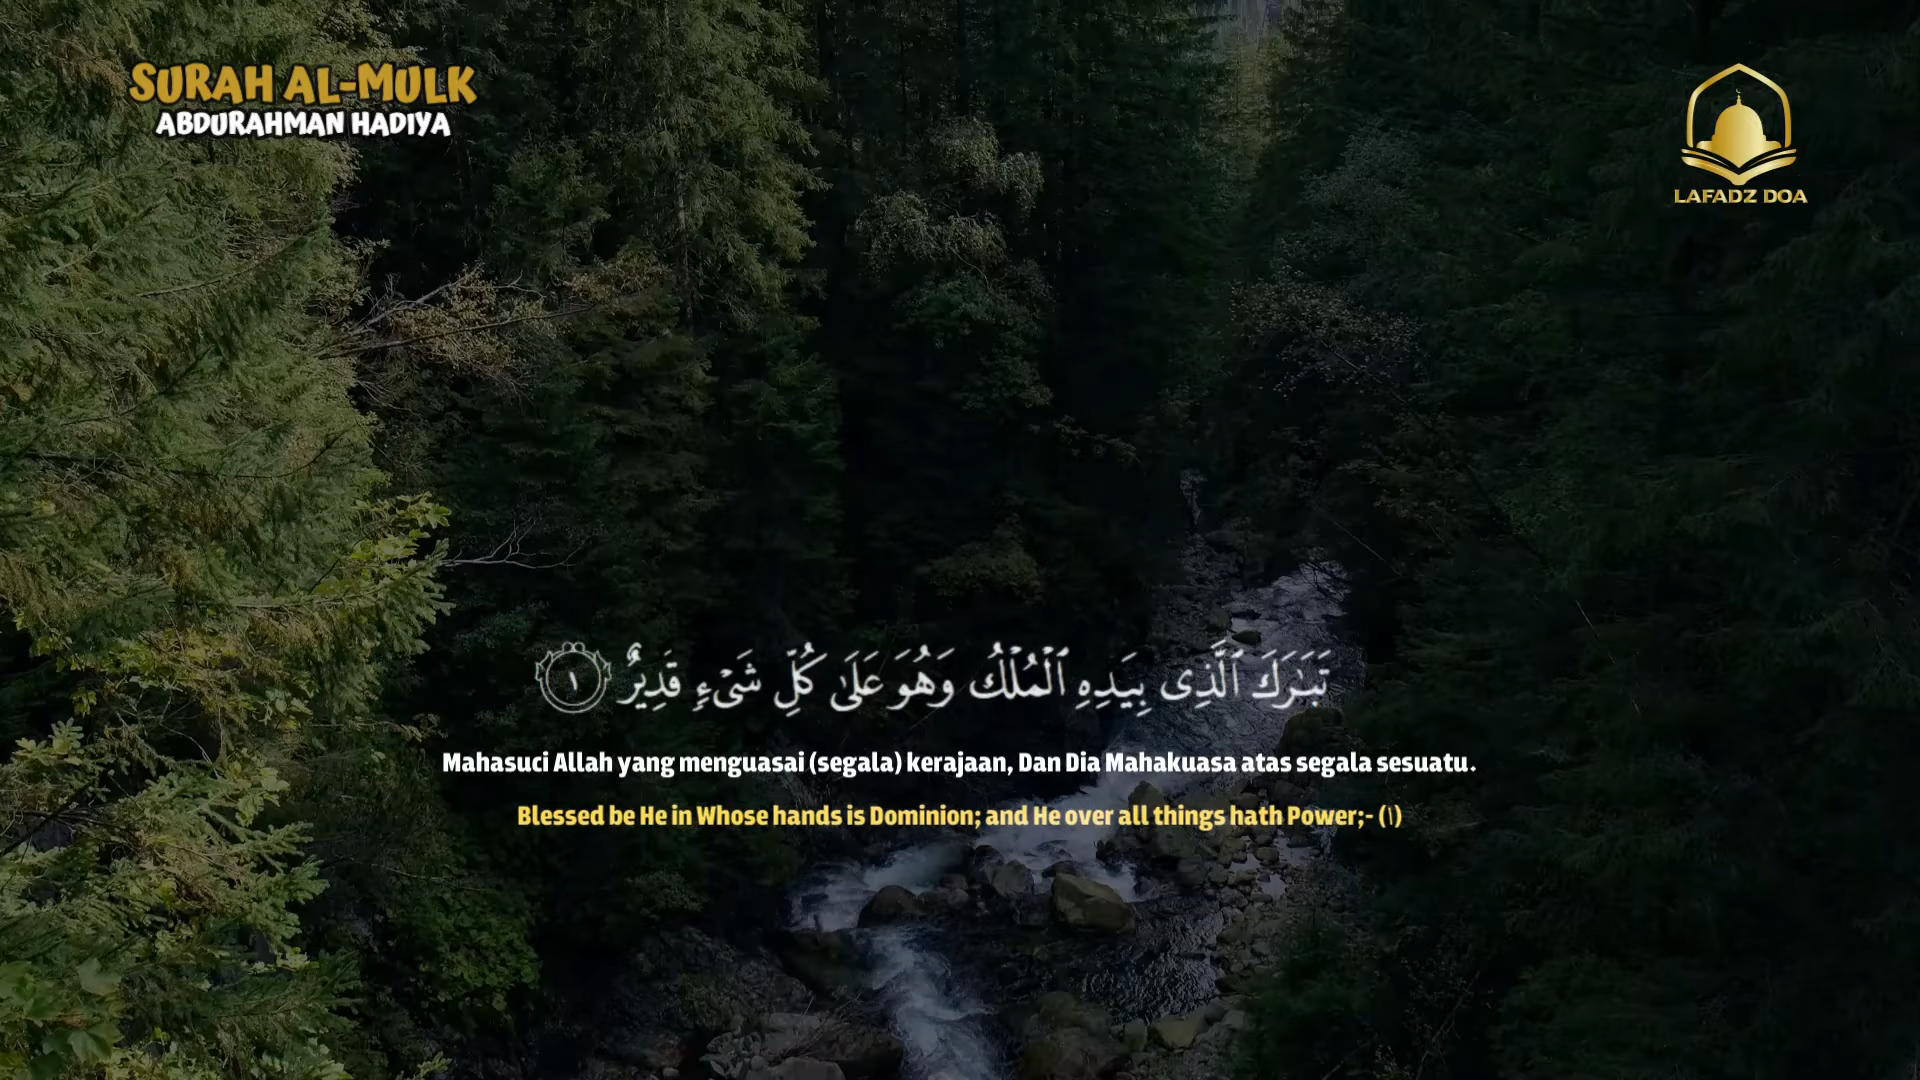 SURAH AL-MULK
ABDURAHMAN HADIYA
LAFADZ DOA
تَبَٰرَكَ ٱلَّذِى بِيَدِهِ ٱلْمُلْكُ وَهُوَ عَلَىٰ كُلِّ شَىْءٍ قَدِيرٌ ١
Mahasuci Allah yang menguasai (segala) kerajaan, Dan Dia Mahakuasa atas segala sesuatu.
Blessed be He in Whose hands is Dominion; and He over all things hath Power;- (١)